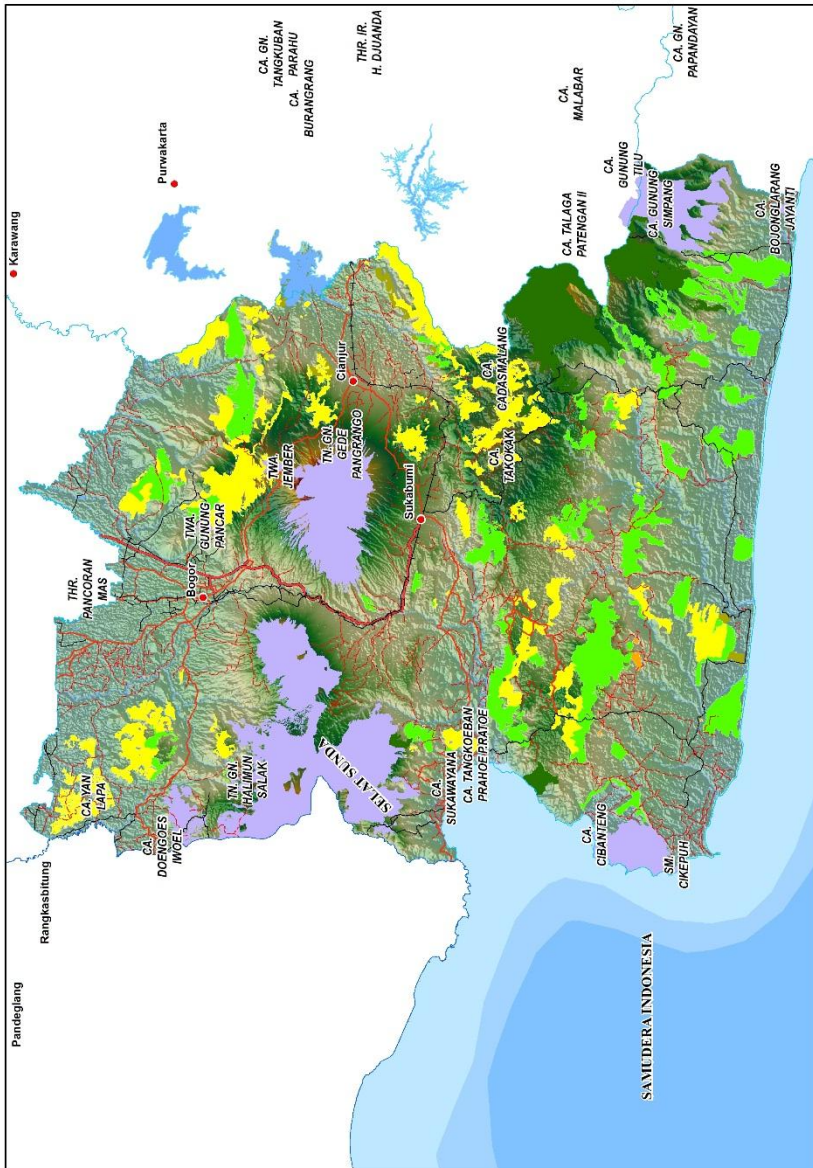 Pandeglang
Rangkasbitung
Karawang
Purwakarta
CA. YAN
LAPA
CA.
DOENGOES
IWOEL
THR.
PANCORAN
MAS
Bogor
TWA.
GUNUNG
PANCAR
TWA.
JEMBER
TN. GN.
HALIMUN
SALAK
TN. GN.
GEDE
PANGRANGO
Cianjur
Sukabumi
SELAT SUNDA
CA. GN.
TANGKUBAN
PARAHU
CA.
BURANGRANG
THR. IR.
H. DJUANDA
CA.
SUKAWAYANA
CA. TANGKOEBAN
PRAHOE P.RATOE
CA.
CADASMALANG
CA.
TAKOKAK
CA. TALAGA
PATENGAN II
CA.
MALABAR
CA.
GUNUNG
TILU
CA. GUNUNG
SIMPANG
CA. GN.
PAPANDAYAN
CA.
CIBANTENG
SM.
CIKEPUH
CA.
BOJONGLARANG
JAYANTI
SAMUDERA INDONESIA